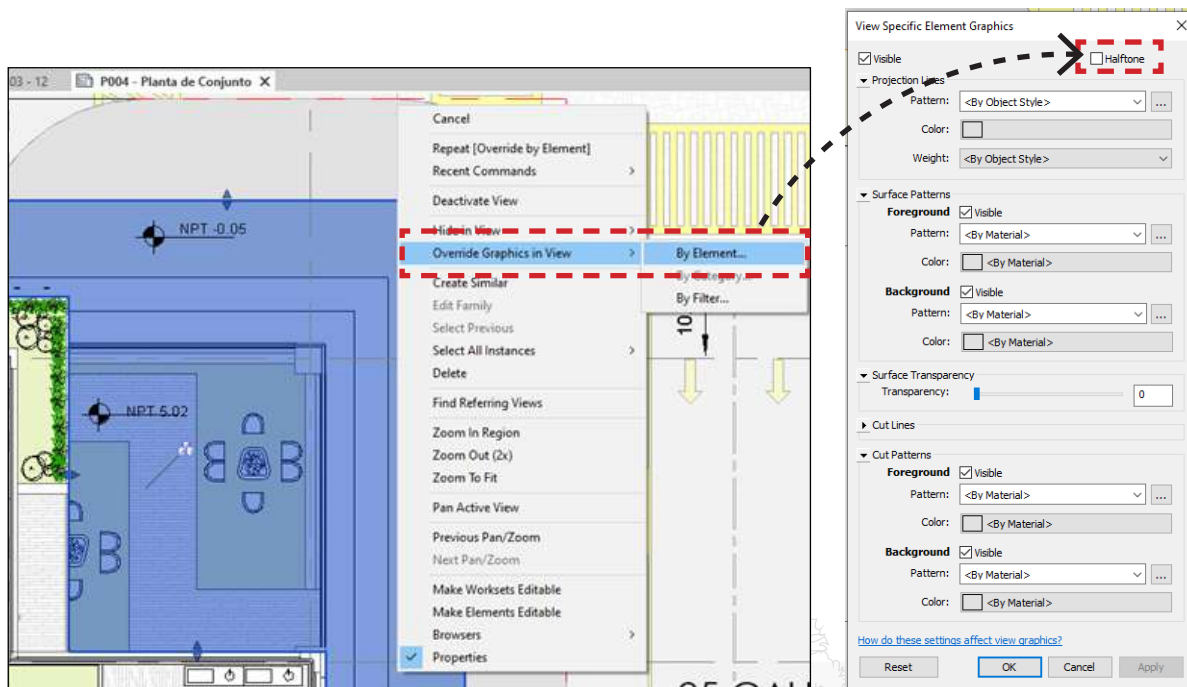 03 - 12
P004 - Planta de Conjunto X
NPT -0.05
NPT 5.02
10
Cancel
Repeat [Override by Element]
Recent Commands
Deactivate View
Hide in View
Override Graphics in View
Create Similar
Edit Family
Select Previous
Select All Instances
Delete
Find Referring Views
Zoom In Region
Zoom Out (2x)
Zoom To Fit
Pan Active View
Previous Pan/Zoom
Next Pan/Zoom
Make Worksets Editable
Make Elements Editable
Browsers
Properties
By Element...
By Category...
By Filter...
View Specific Element Graphics
Visible
Halftone
Projection Lines
Pattern: <By Object Style> ...
Color:
Weight: <By Object Style>
Surface Patterns
Foreground Visible
Pattern: <By Material> ...
Color: <By Material>
Background Visible
Pattern: <By Material> ...
Color: <By Material>
Surface Transparency
Transparency: 0
Cut Lines
Cut Patterns
Foreground Visible
Pattern: <By Material> ...
Color: <By Material>
Background Visible
Pattern: <By Material> ...
Color: <By Material>
How do these settings affect view graphics?
Reset OK Cancel Apply